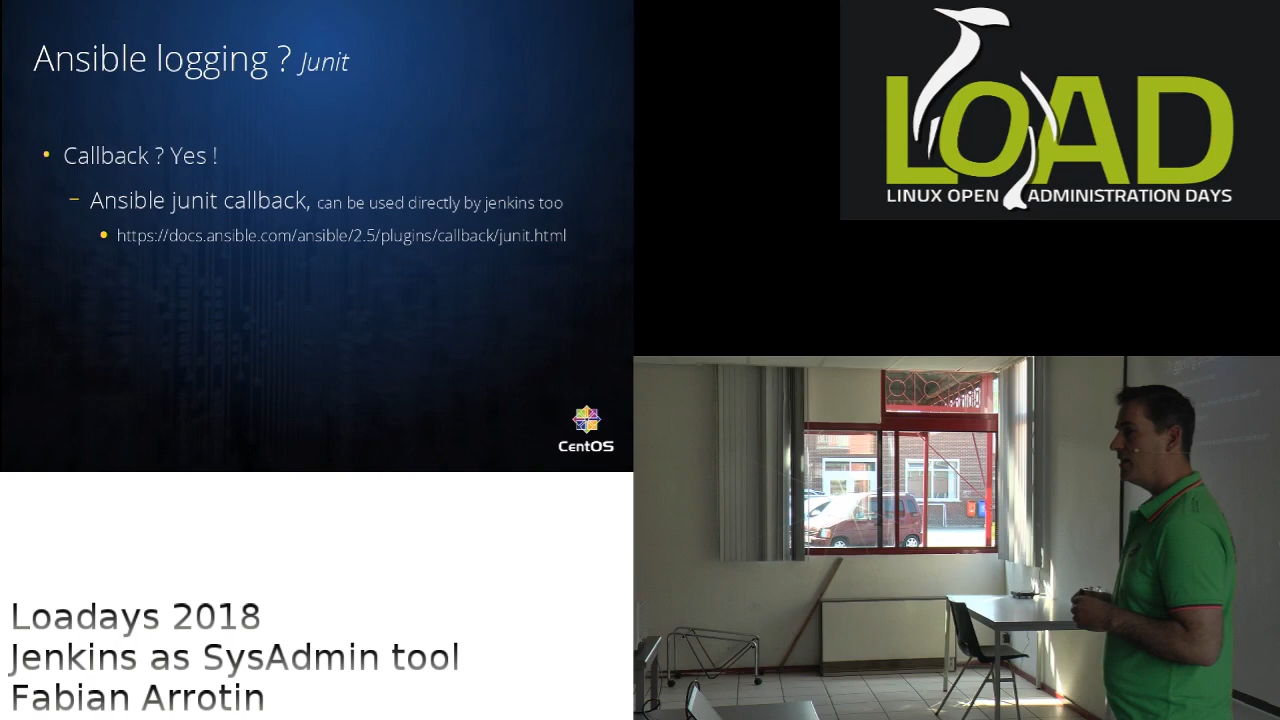 Ansible logging ? Junit
• Callback ? Yes !
– Ansible junit callback, can be used directly by jenkins too
• https://docs.ansible.com/ansible/2.5/plugins/callback/junit.html
CentOS
LOAD
LINUX OPEN ADMINISTRATION DAYS
Loadays 2018
Jenkins as SysAdmin tool
Fabian Arrotin